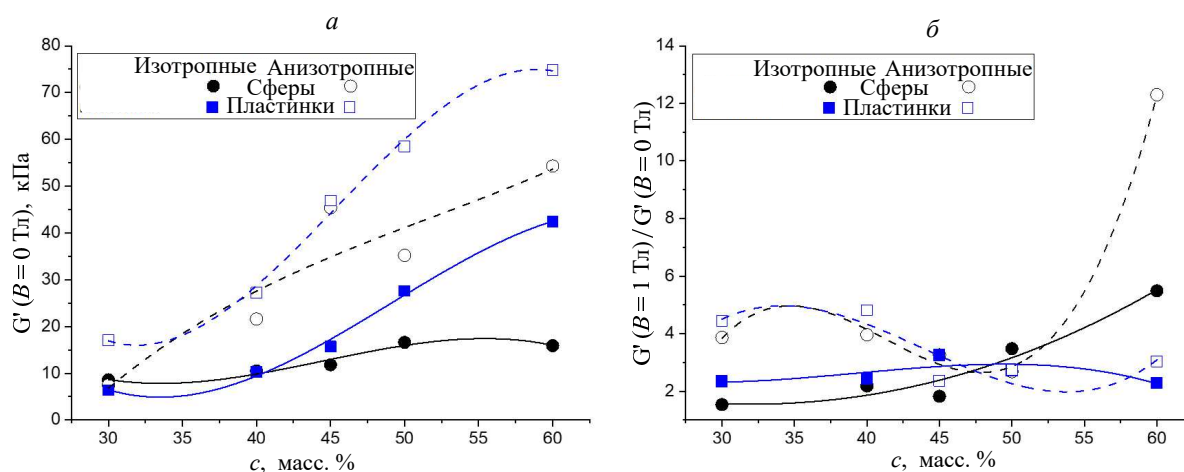 а
G' (B = 0 Тл), кПа
80
70
60
50
40
30
20
10
0
Изотропные Анизотропные
Сферы
Пластинки
30 35 40 45 50 55 60
c, масс. %
б
G' (B = 1 Тл) / G' (B = 0 Тл)
14
12
10
8
6
4
2
Изотропные Анизотропные
Сферы
Пластинки
30 35 40 45 50 55 60
c, масс. %